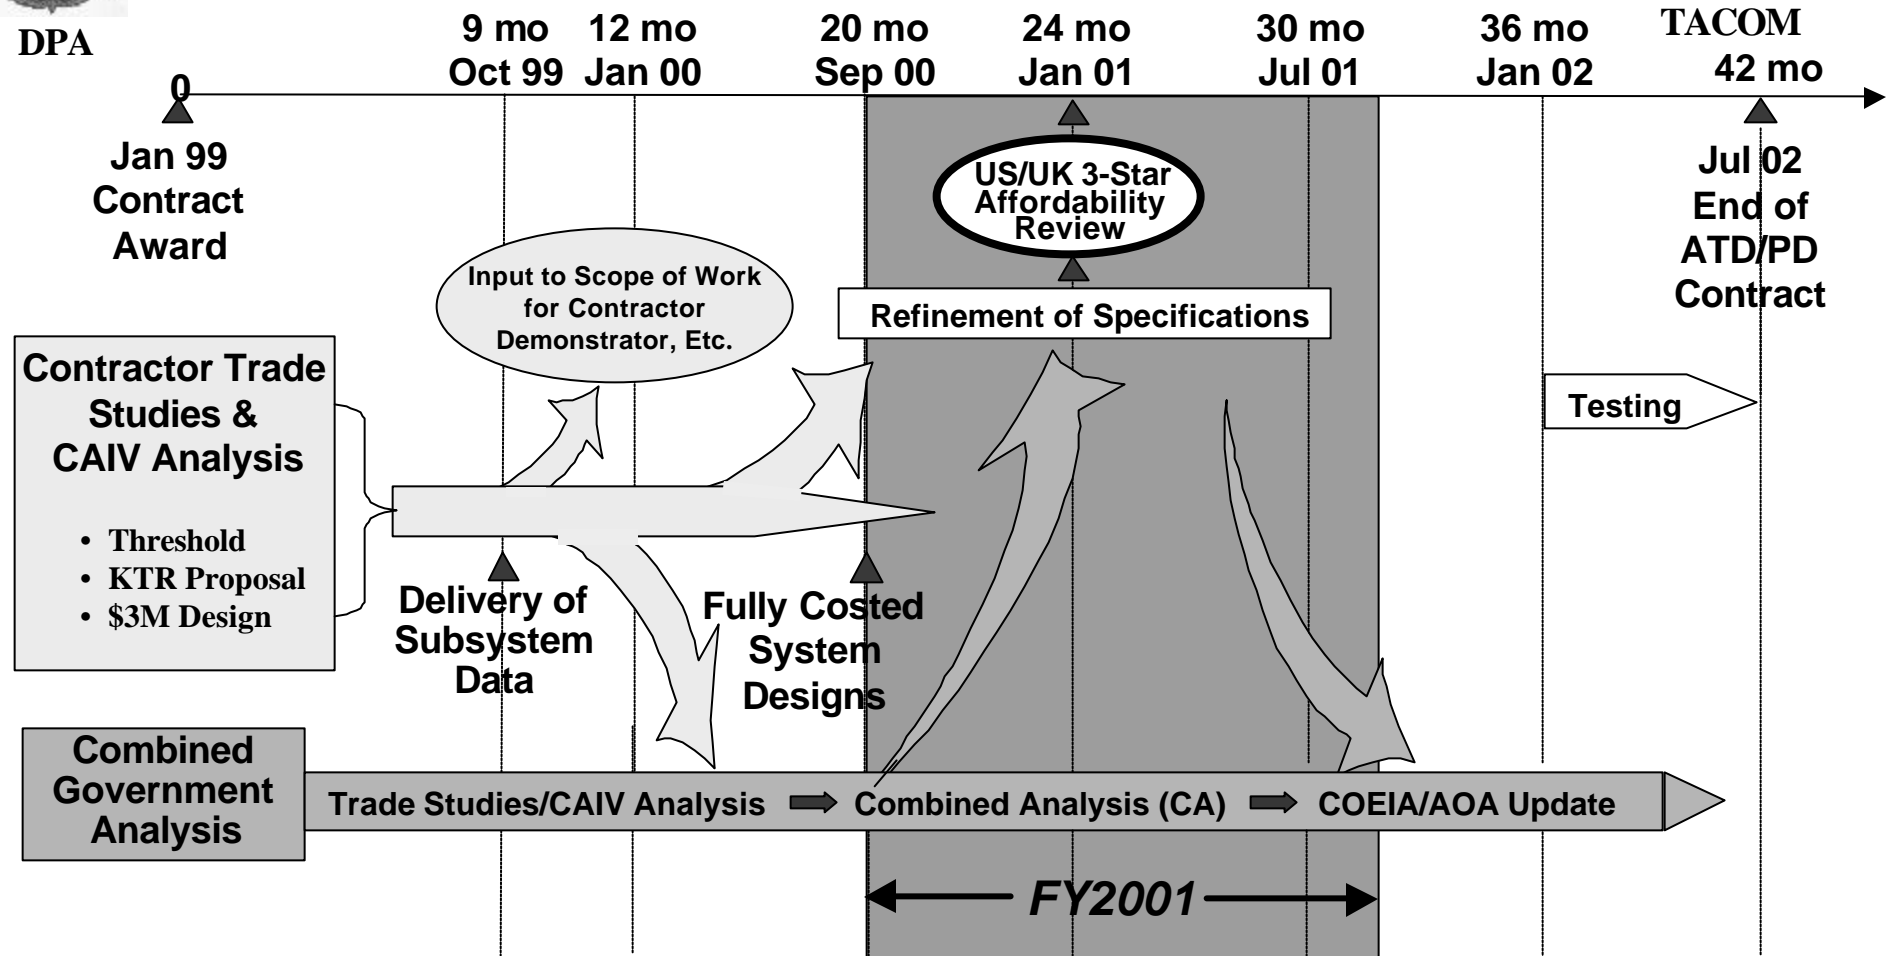 DPA
9 mo
Oct 99
12 mo
Jan 00
20 mo
Sep 00
24 mo
Jan 01
30 mo
Jul 01
36 mo
Jan 02
TACOM
42 mo
0
Jan 99
Contract
Award
US/UK 3-Star
Affordability
Review
Jul 02
End of
ATD/PD
Contract
Input to Scope of Work
for Contractor
Demonstrator, Etc.
Refinement of Specifications
Contractor Trade
Studies &
CAIV Analysis
• Threshold
• KTR Proposal
• $3M Design
Testing
Delivery of
Subsystem
Data
Fully Costed
System
Designs
Combined
Government
Analysis
Trade Studies/CAIV Analysis
Combined Analysis (CA)
COEIA/AOA Update
FY2001